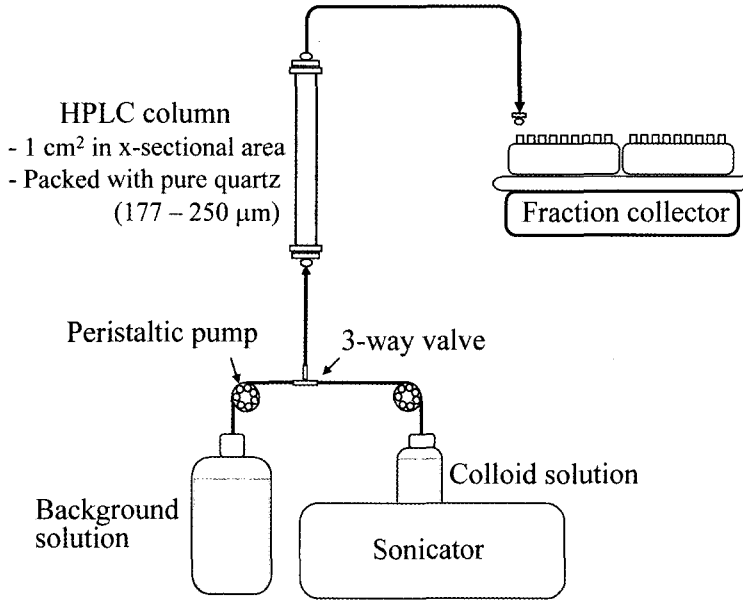 HPLC column
- 1 cm² in x-sectional area
- Packed with pure quartz
(177 – 250 μm)
Fraction collector
Peristaltic pump
3-way valve
Colloid solution
Background
solution
Sonicator